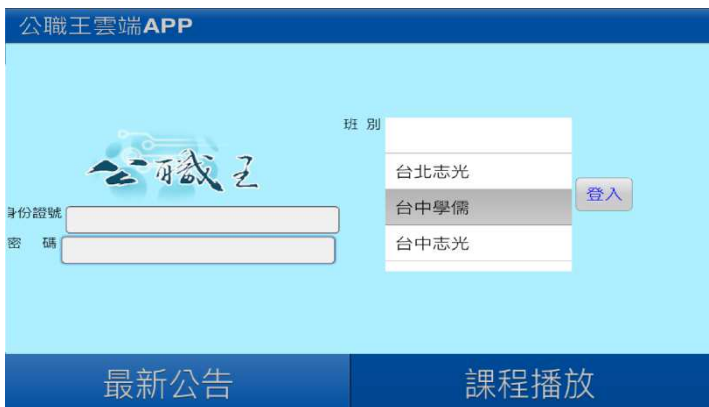 公職王雲端APP
公職王
班 別
台北志光
台中學儒
台中志光
登入
身份證號
密 碼
最新公告
課程播放